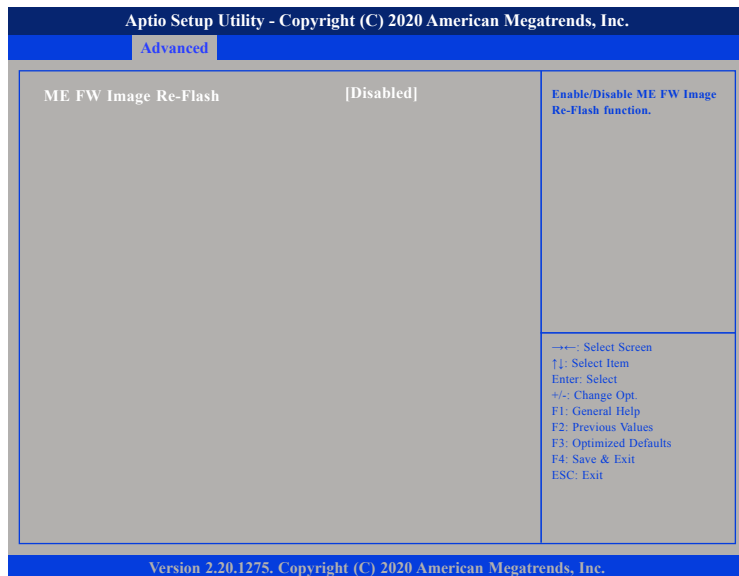 Aptio Setup Utility - Copyright (C) 2020 American Megatrends, Inc.
Advanced
ME FW Image Re-Flash [Disabled]
Enable/Disable ME FW Image
Re-Flash function.
→←: Select Screen
↑↓: Select Item
Enter: Select
+/-: Change Opt.
F1: General Help
F2: Previous Values
F3: Optimized Defaults
F4: Save & Exit
ESC: Exit
Version 2.20.1275. Copyright (C) 2020 American Megatrends, Inc.